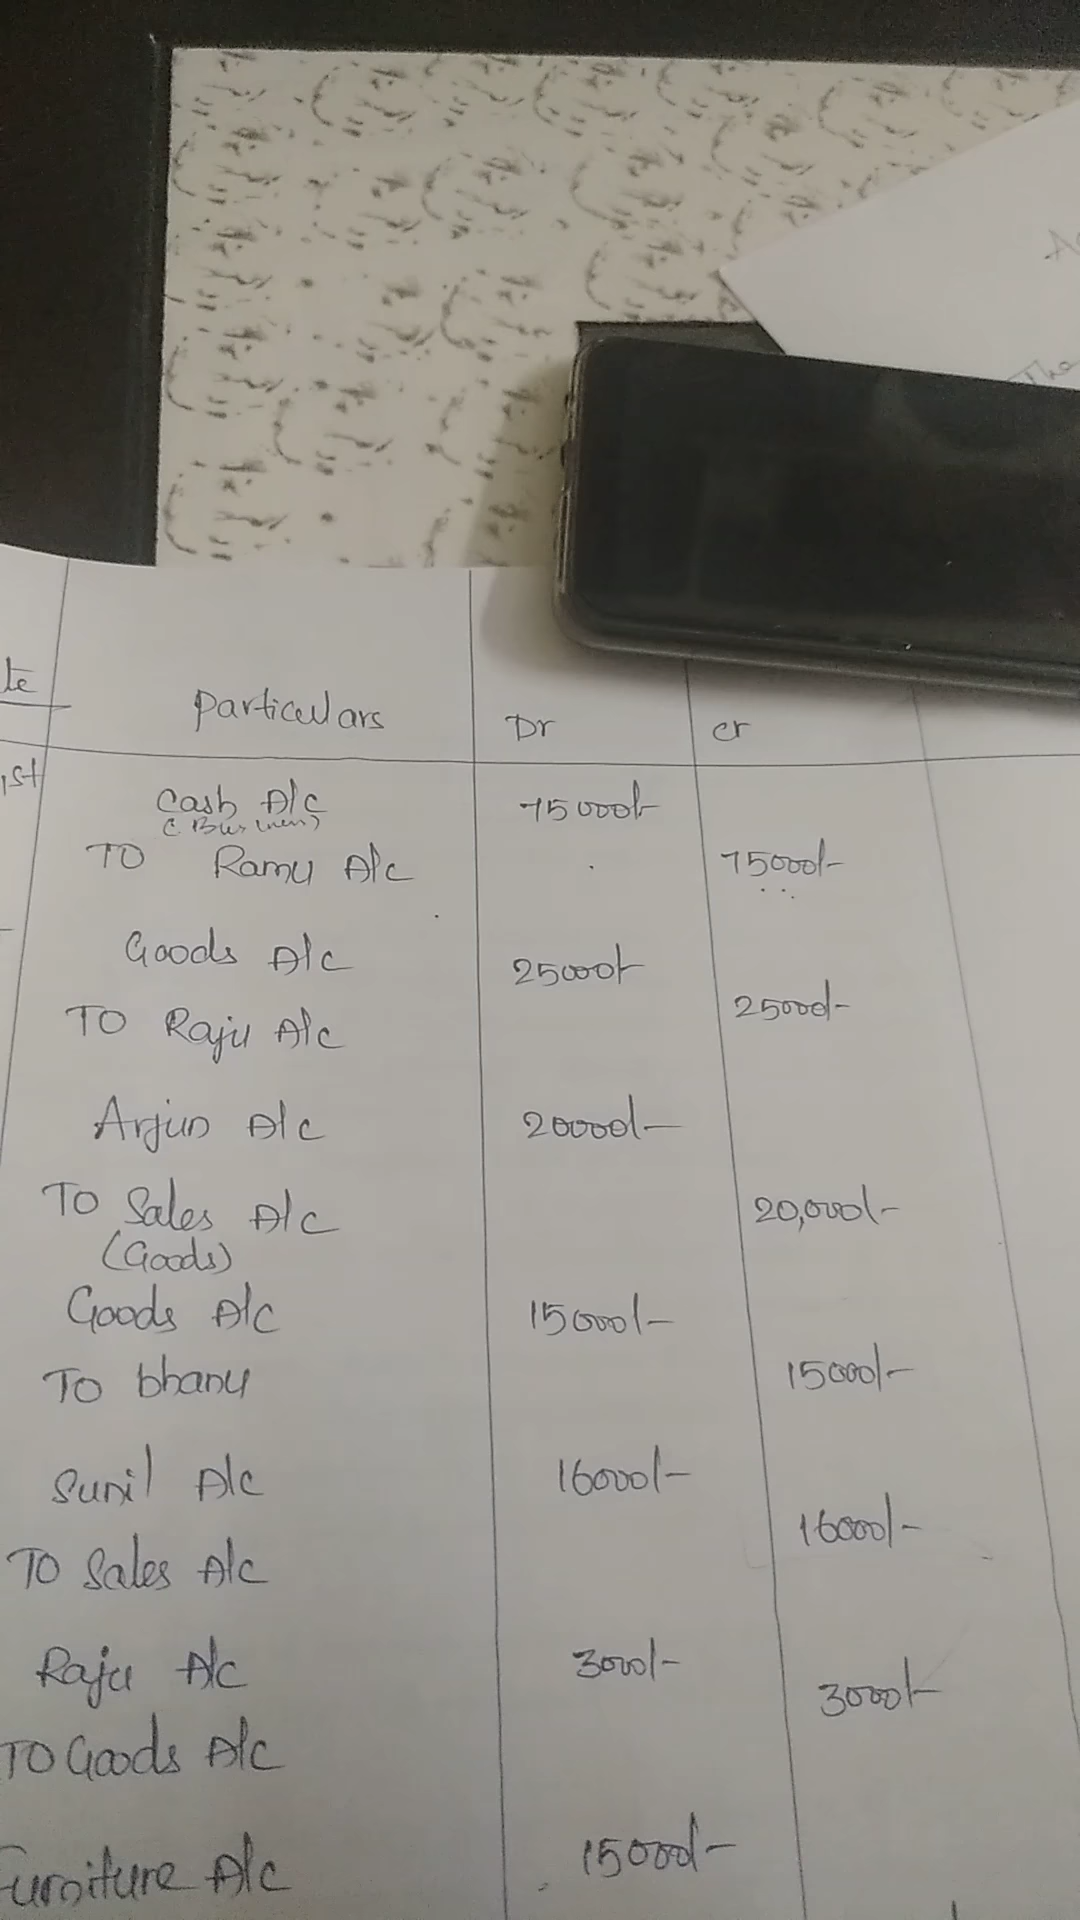 te Particulars Dr cr
1st Cash A/c 75000/-
(Business)
TO Ramu A/c 75000/-
Goods A/c 25000/-
TO Raju A/c 25000/-
Arjun A/c 20000/-
TO Sales A/c 20,000/-
(Goods)
Goods A/c 15000/-
TO bhanu 15000/-
Sunil A/c 16000/-
TO Sales A/c 16000/-
Raju A/c 3000/-
TO Goods A/c 3000/-
Furniture A/c 15000/-